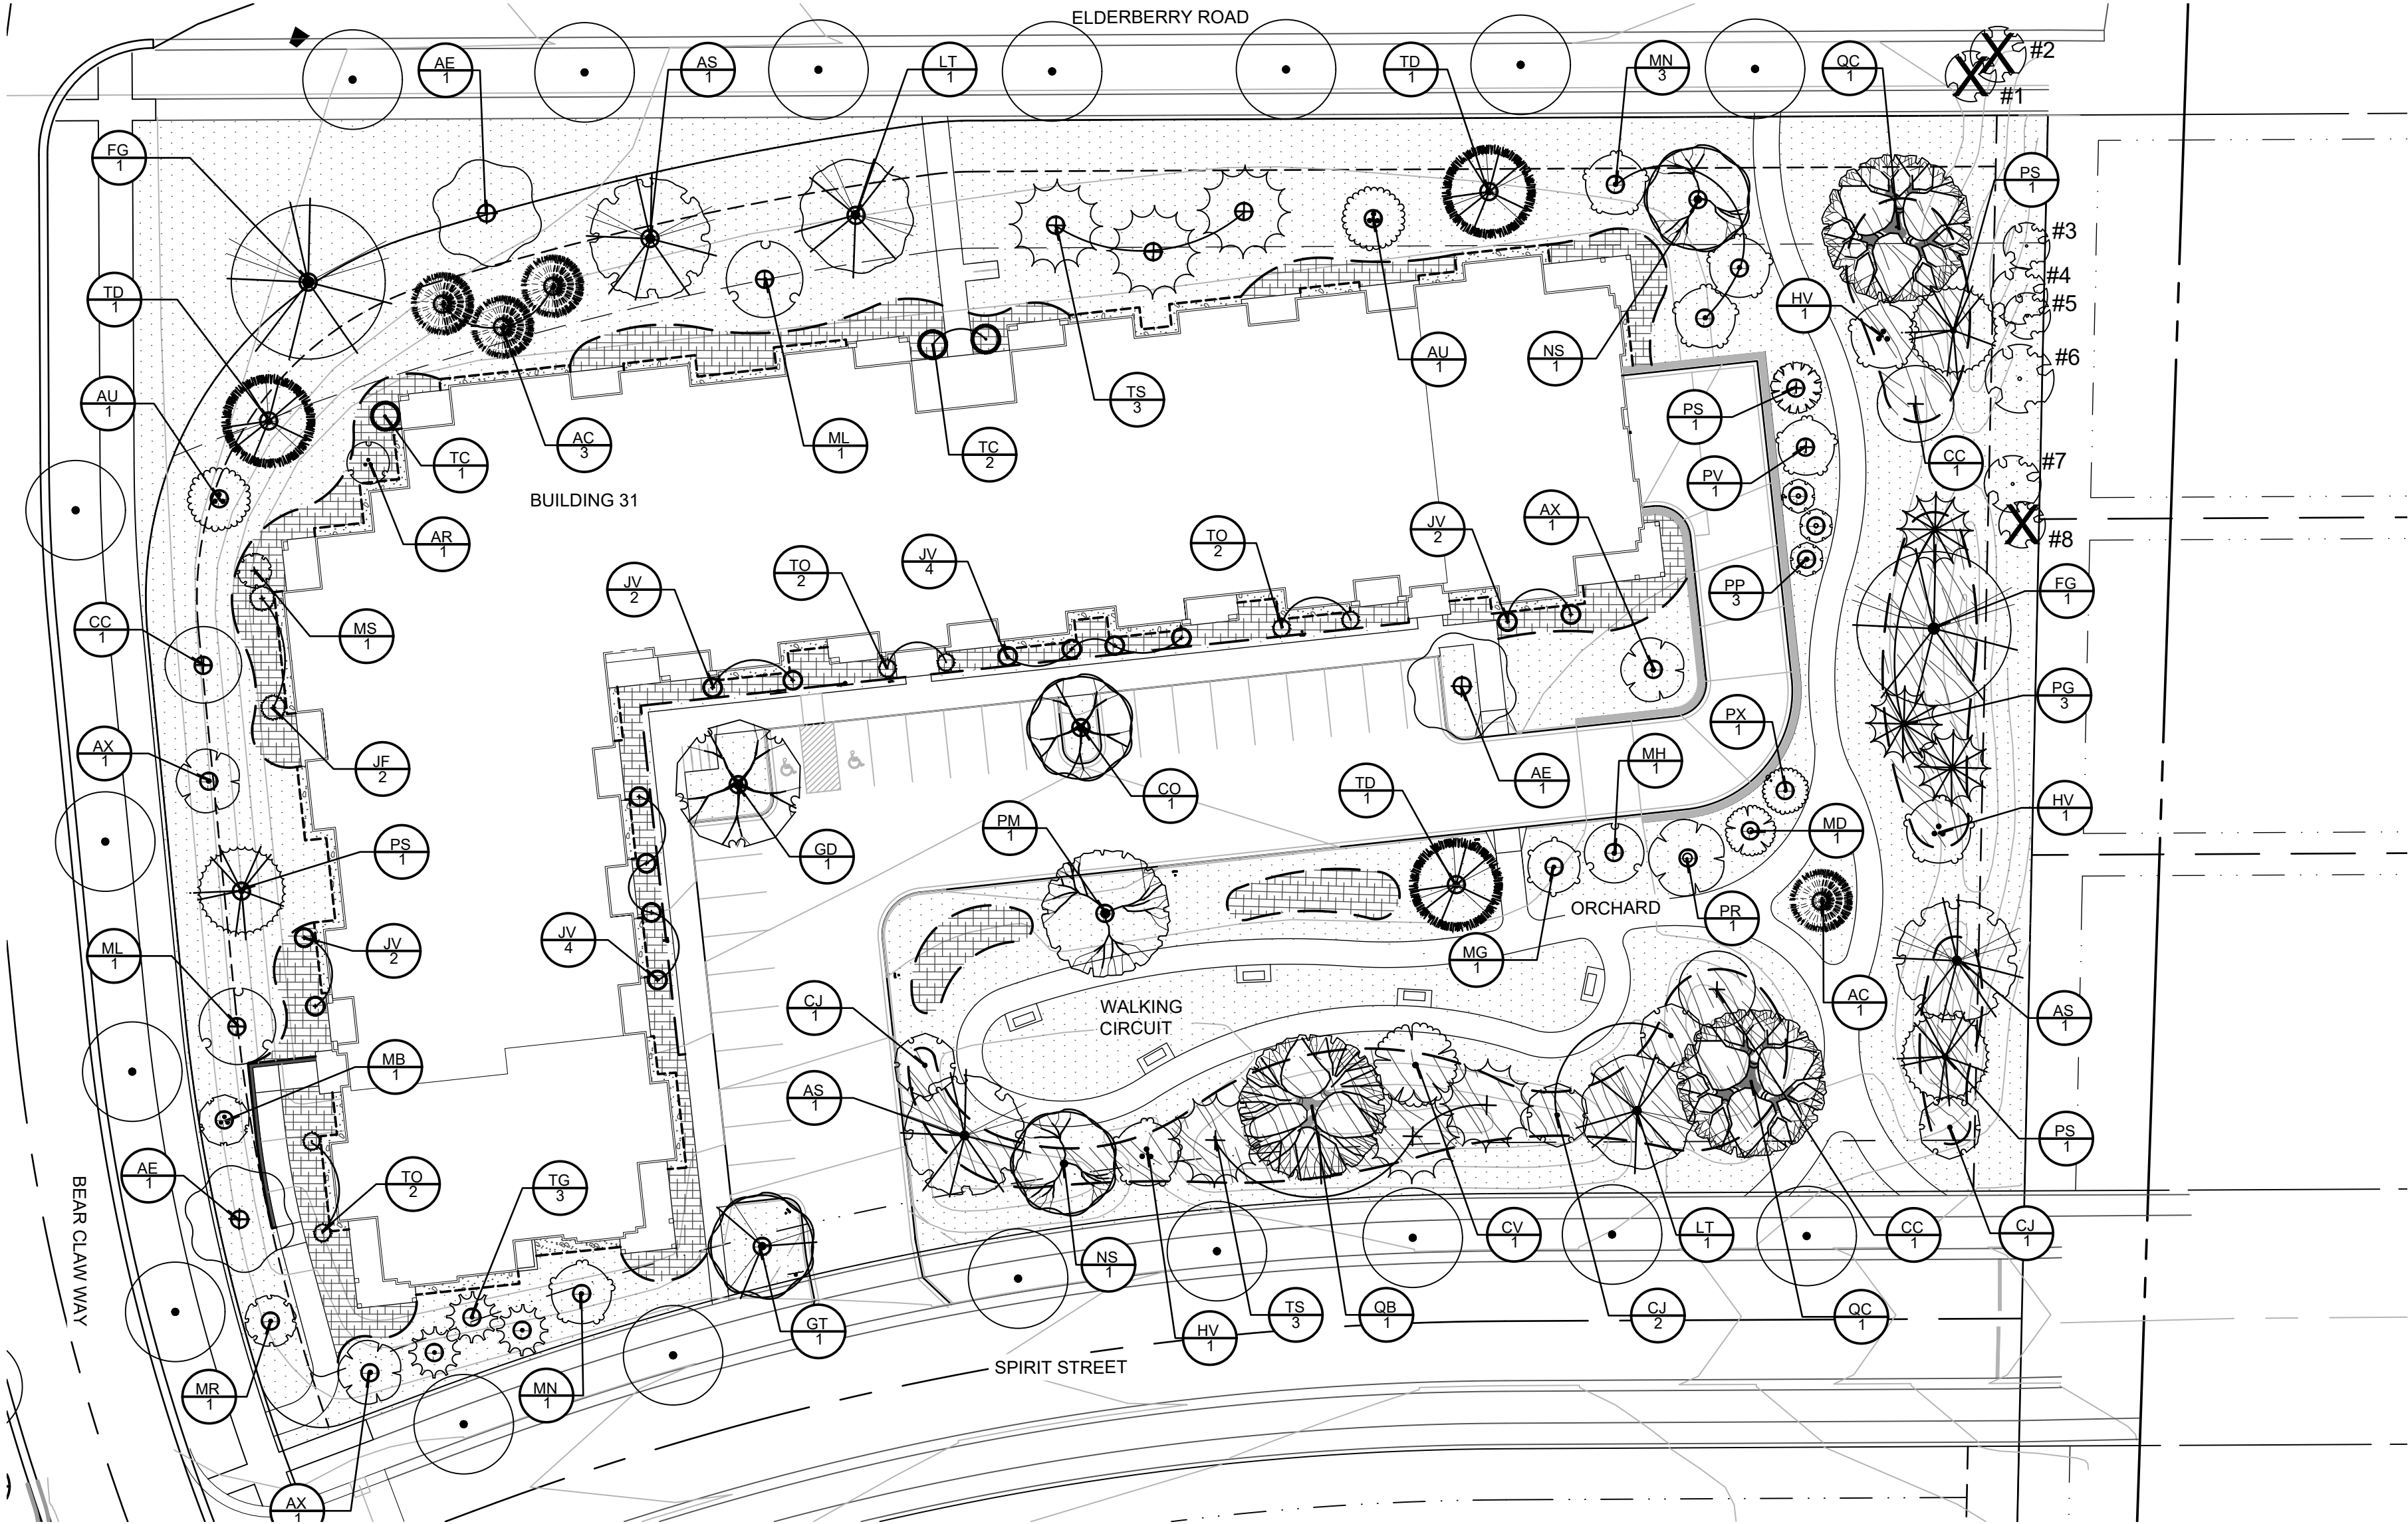 ELDERBERRY ROAD
AE
1
AS
1
LT
1
TD
1
MN
3
QC
1
#2
#1
FG
1
PS
1
#3
TD
1
HV
1
#4
#5
AU
1
NS
1
#6
AU
1
TS
3
PS
1
TC
1
AC
3
ML
1
TC
2
CC
1
#7
BUILDING 31
PV
1
AR
1
JV
2
TO
2
JV
4
TO
2
JV
2
AX
1
#8
CC
1
MS
1
PP
3
FG
1
PG
3
AX
1
JF
2
PX
1
MH
1
CO
1
TD
1
AE
1
HV
1
PS
1
GD
1
PM
1
MD
1
ORCHARD
PR
1
ML
1
JV
2
JV
4
MG
1
CJ
1
WALKING
CIRCUIT
AC
1
AS
1
MB
1
AS
1
PS
1
AE
1
TO
2
TG
3
BEAR CLAW WAY
NS
1
CV
1
LT
1
CC
1
CJ
1
GT
1
HV
1
TS
3
QB
1
CJ
2
QC
1
SPIRIT STREET
MR
1
MN
1
AX
1